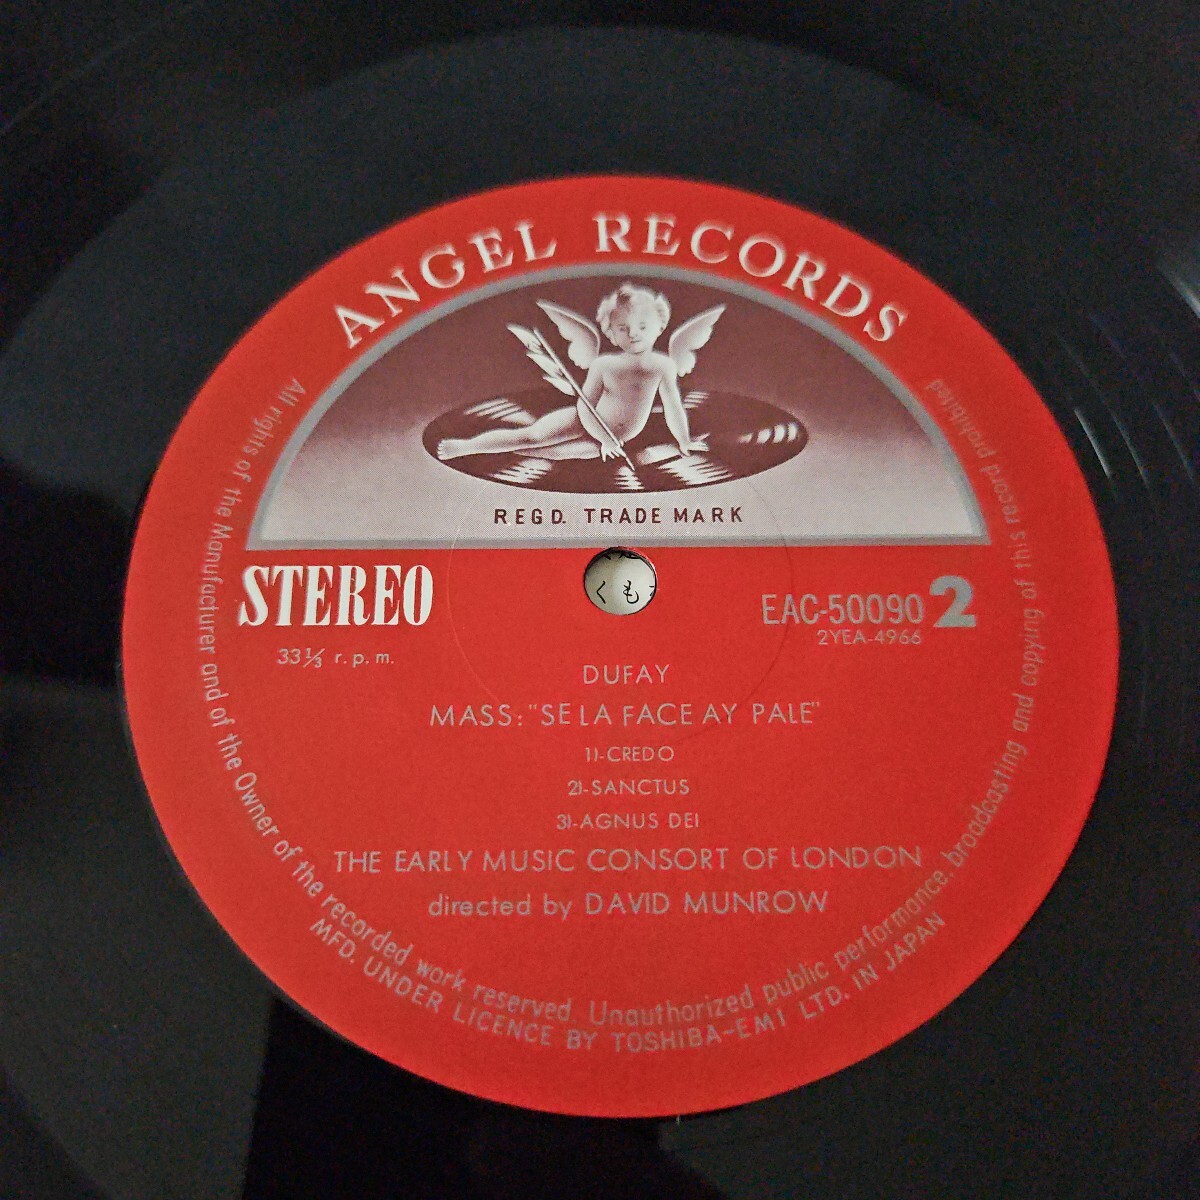 ANGEL RECORDS
REGD. TRADE MARK
くも
STEREO
33⅓ r.p.m.
EAC-50090 2
2YEA-4966
DUFAY
MASS: "SE LA FACE AY PALE"
1)-CREDO
2)-SANCTUS
3)-AGNUS DEI
THE EARLY MUSIC CONSORT OF LONDON
directed by DAVID MUNROW
All rights of the Manufacturer and of the Owner of the recorded work reserved. Unauthorized public performance, broadcasting and copying of this record prohibited
MFD. UNDER LICENCE BY TOSHIBA-EMI LTD. IN JAPAN